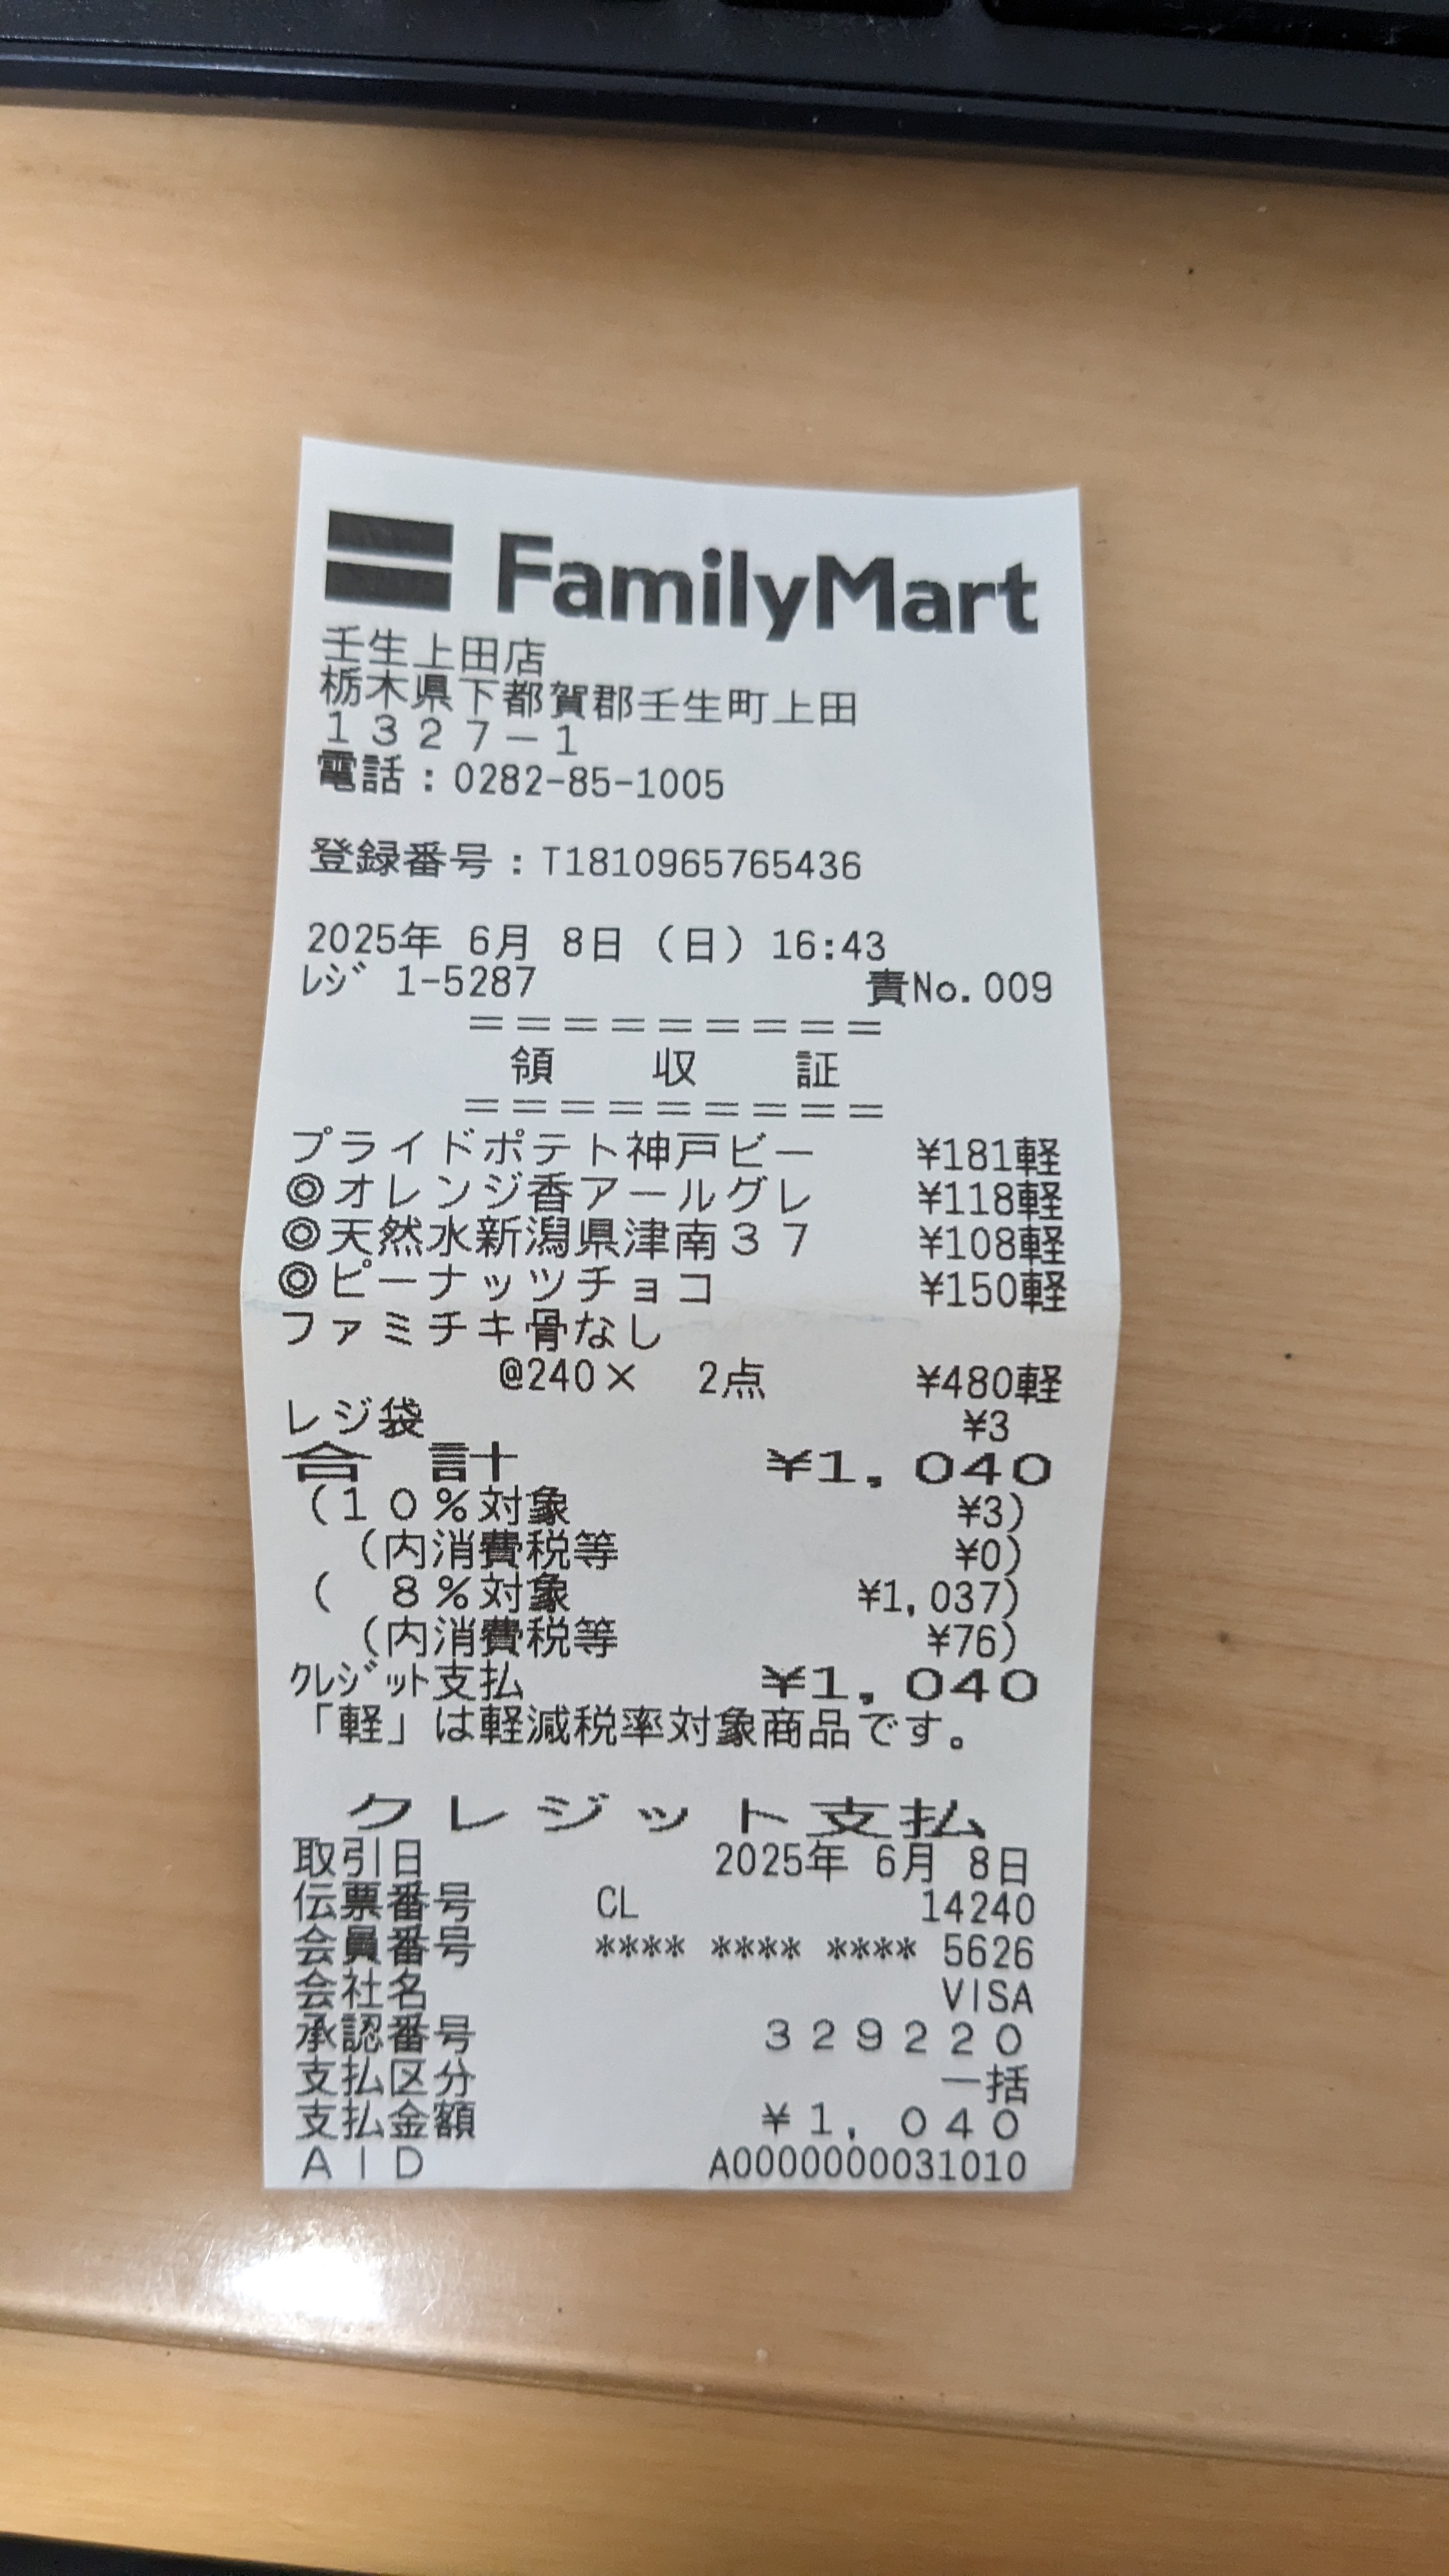 FamilyMart
壬生上田店
栃木県下都賀郡壬生町上田
１３２７－１
電話：0282-85-1005
登録番号：T1810965765436
2025年 6月 8日（日）16:43
ﾚｼﾞ 1-5287 責No.009
＝＝＝＝＝＝＝＝＝
領 収 証
＝＝＝＝＝＝＝＝＝
プライドポテト神戸ビー ¥181軽
◎オレンジ香アールグレ ¥118軽
◎天然水新潟県津南３７ ¥108軽
◎ピーナッツチョコ ¥150軽
ファミチキ骨なし
@240× 2点 ¥480軽
レジ袋 ¥3
合 計 ¥1,040
（１０％対象 ¥3)
（内消費税等 ¥0)
（ ８％対象 ¥1,037)
（内消費税等 ¥76)
ｸﾚｼﾞｯﾄ支払 ¥1,040
「軽」は軽減税率対象商品です。
クレジット支払
取引日 2025年 6月 8日
伝票番号 CL 14240
会員番号 **** **** **** 5626
会社名 VISA
承認番号 ３２９２２０
支払区分 一括
支払金額 ￥１，０４０
ＡＩＤ A0000000031010